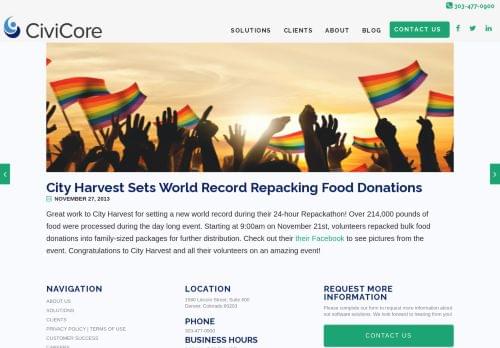 303-477-0900
CiviCore
SOLUTIONS CLIENTS ABOUT BLOG CONTACT US
City Harvest Sets World Record Repacking Food Donations
NOVEMBER 27, 2013
Great work to City Harvest for setting a new world record during their 24-hour Repackathon! Over 214,000 pounds of
food were processed during the day long event. Starting at 9:00am on November 21st, volunteers repacked bulk food
donations into family-sized packages for further distribution. Check out their their Facebook to see pictures from the
event. Congratulations to City Harvest and all their volunteers on an amazing event!
NAVIGATION
ABOUT US
SOLUTIONS
CLIENTS
PRIVACY POLICY | TERMS OF USE
CUSTOMER SUCCESS
CAREERS
LOCATION
Denver, Colorado 80203
PHONE
303-477-0900
BUSINESS HOURS
REQUEST MORE
INFORMATION
Please complete our form to request more information about
our software solutions. We look forward to hearing from you!
CONTACT US